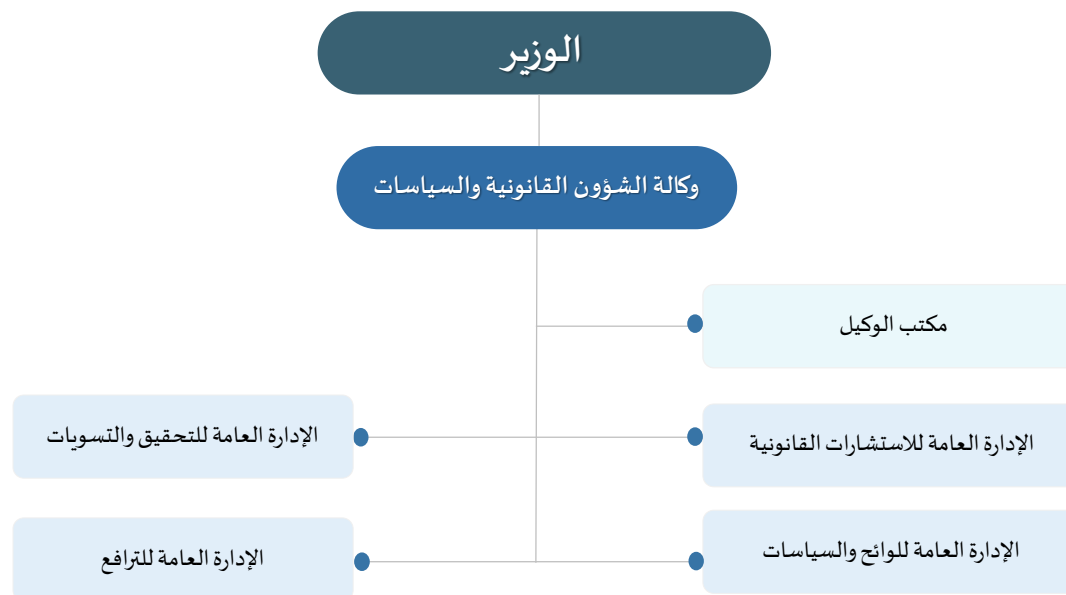 الوزير
وكالة الشؤون القانونية والسياسات
مكتب الوكيل
الإدارة العامة للاستشارات القانونية
الإدارة العامة للتحقيق والتسويات
الإدارة العامة للوائح والسياسات
الإدارة العامة للترافع